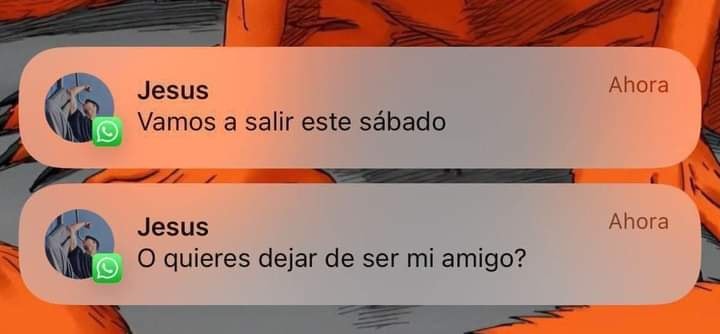 Jesus
Ahora
Vamos a salir este sábado
Jesus
Ahora
O quieres dejar de ser mi amigo?